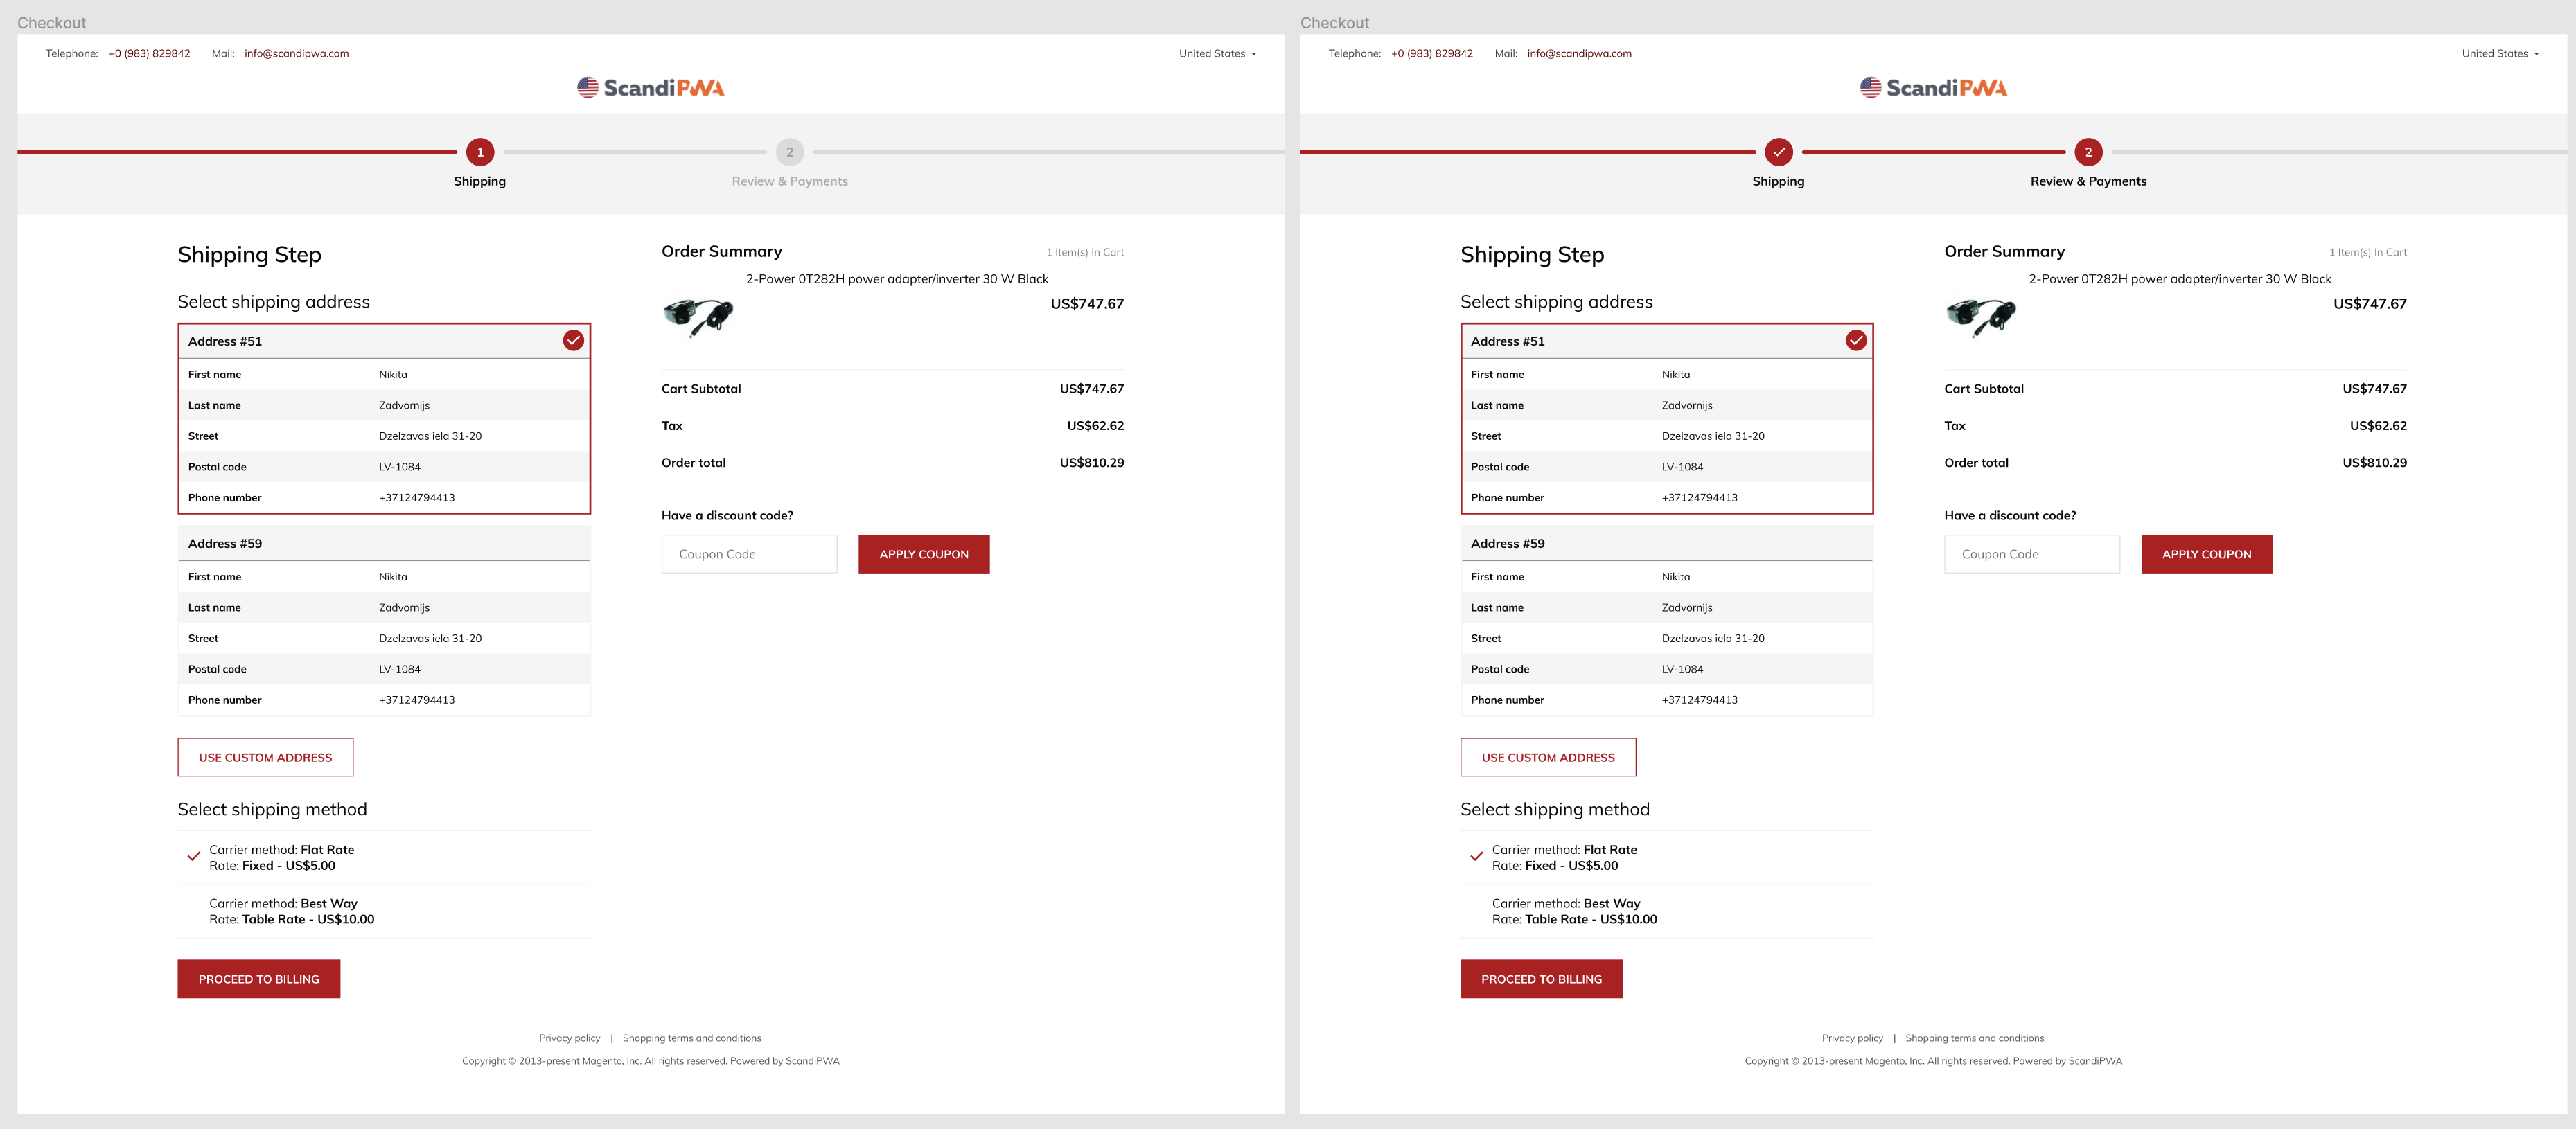 Checkout
Telephone: +0 (983) 829842 Mail: info@scandipwa.com United States
ScandiPWA
1 2
Shipping Review & Payments
Shipping Step
Select shipping address
Address #51
First name Nikita
Last name Zadvornijs
Street Dzelzavas iela 31-20
Postal code LV-1084
Phone number +37124794413
Address #59
First name Nikita
Last name Zadvornijs
Street Dzelzavas iela 31-20
Postal code LV-1084
Phone number +37124794413
USE CUSTOM ADDRESS
Select shipping method
Carrier method: Flat Rate
Rate: Fixed - US$5.00
Carrier method: Best Way
Rate: Table Rate - US$10.00
PROCEED TO BILLING
Order Summary 1 Item(s) In Cart
2-Power 0T282H power adapter/inverter 30 W Black
US$747.67
Cart Subtotal US$747.67
Tax US$62.62
Order total US$810.29
Have a discount code?
Coupon Code APPLY COUPON
Privacy policy | Shopping terms and conditions
Copyright © 2013-present Magento, Inc. All rights reserved. Powered by ScandiPWA
Checkout
Telephone: +0 (983) 829842 Mail: info@scandipwa.com United States
ScandiPWA
2
Shipping Review & Payments
Shipping Step
Select shipping address
Address #51
First name Nikita
Last name Zadvornijs
Street Dzelzavas iela 31-20
Postal code LV-1084
Phone number +37124794413
Address #59
First name Nikita
Last name Zadvornijs
Street Dzelzavas iela 31-20
Postal code LV-1084
Phone number +37124794413
USE CUSTOM ADDRESS
Select shipping method
Carrier method: Flat Rate
Rate: Fixed - US$5.00
Carrier method: Best Way
Rate: Table Rate - US$10.00
PROCEED TO BILLING
Order Summary 1 Item(s) In Cart
2-Power 0T282H power adapter/inverter 30 W Black
US$747.67
Cart Subtotal US$747.67
Tax US$62.62
Order total US$810.29
Have a discount code?
Coupon Code APPLY COUPON
Privacy policy | Shopping terms and conditions
Copyright © 2013-present Magento, Inc. All rights reserved. Powered by ScandiPWA